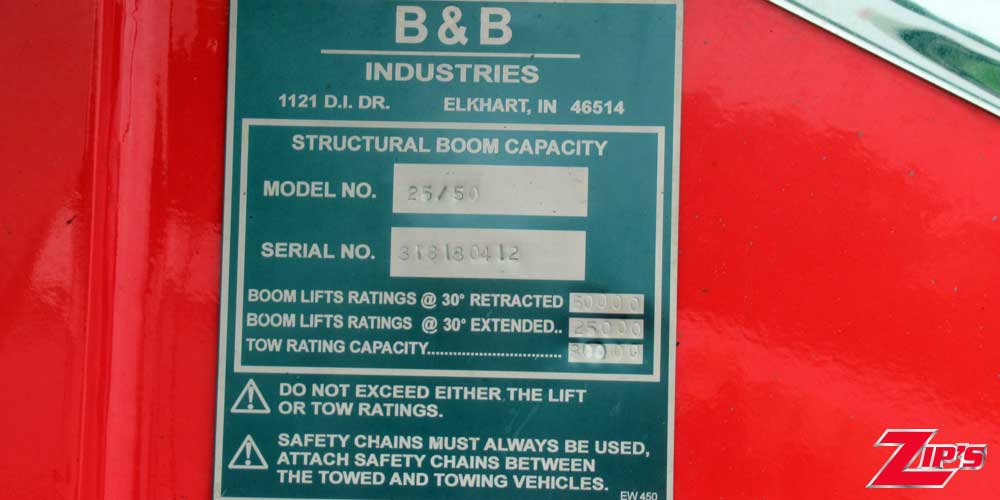 B & B
INDUSTRIES
1121 D.I. DR. ELKHART, IN 46514
STRUCTURAL BOOM CAPACITY
MODEL NO. 25/50
SERIAL NO.
BOOM LIFTS RATINGS @ 30° RETRACTED 50000
BOOM LIFTS RATINGS @ 30° EXTENDED.. 25000
TOW RATING CAPACITY..............................
DO NOT EXCEED EITHER THE LIFT
OR TOW RATINGS.
SAFETY CHAINS MUST ALWAYS BE USED,
ATTACH SAFETY CHAINS BETWEEN
THE TOWED AND TOWING VEHICLES.
EW 450
ZIP'S